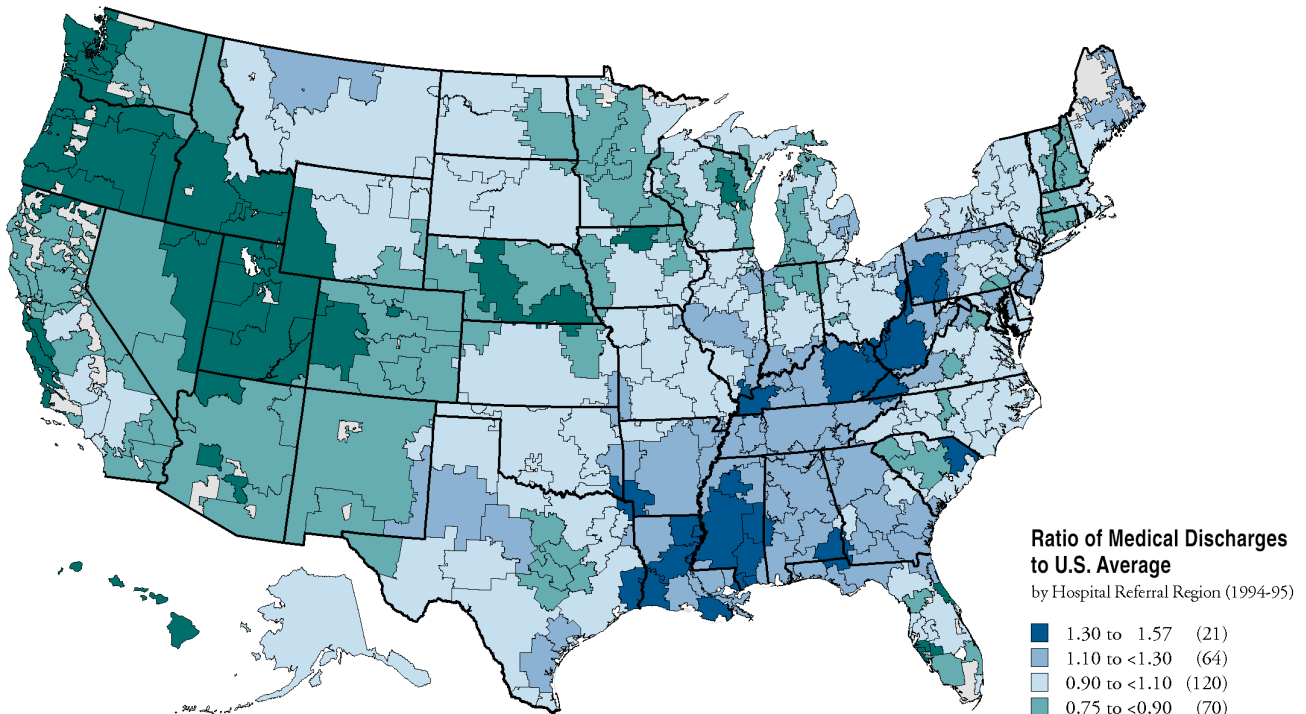 Ratio of Medical Discharges
to U.S. Average
by Hospital Referral Region (1994-95)
1.30 to 1.57 (21)
1.10 to <1.30 (64)
0.90 to <1.10 (120)
0.75 to <0.90 (70)